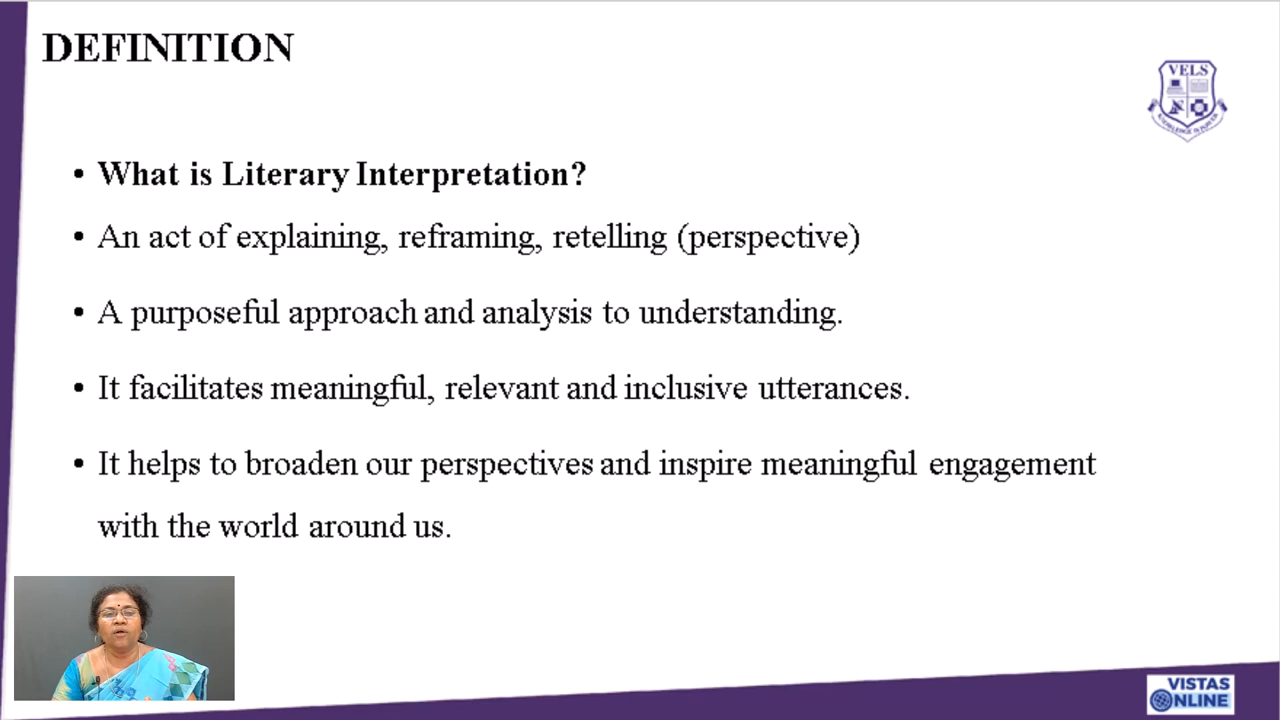 DEFINITION
VELS
• What is Literary Interpretation?
• An act of explaining, reframing, retelling (perspective)
• A purposeful approach and analysis to understanding.
• It facilitates meaningful, relevant and inclusive utterances.
• It helps to broaden our perspectives and inspire meaningful engagement
with the world around us.
VISTAS
ONLINE